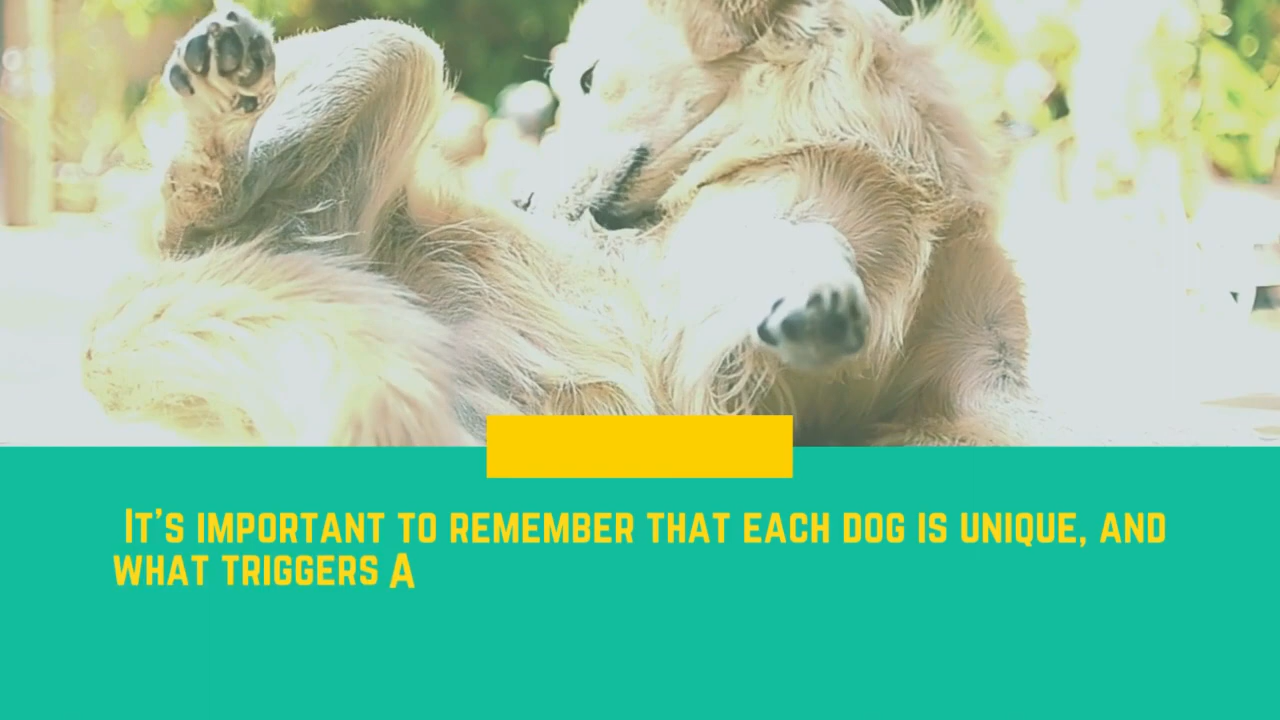 It's important to remember that each dog is unique, and
what triggers a